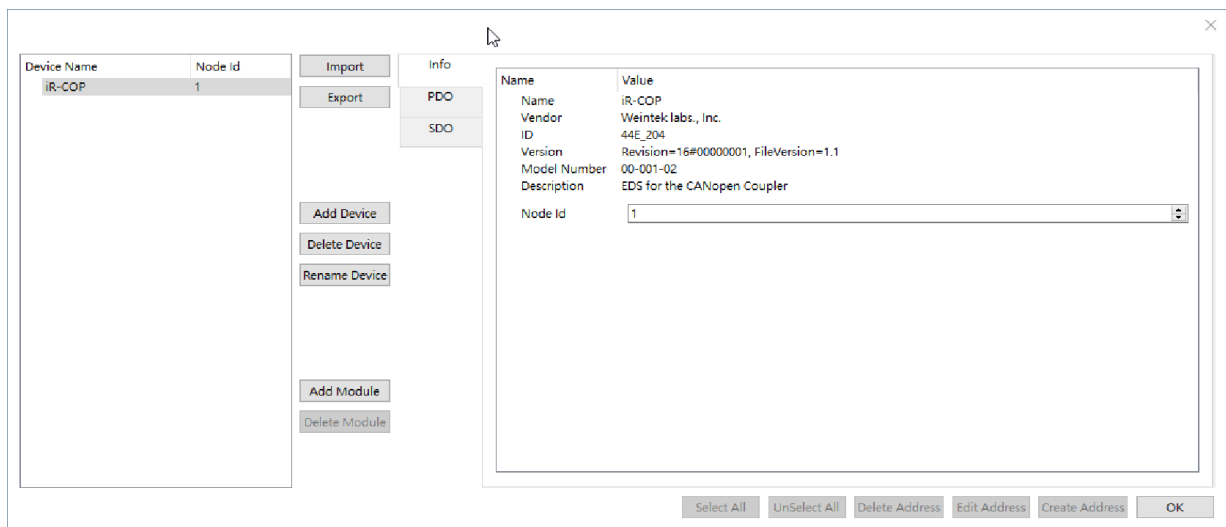 Device Name Node Id
iR-COP 1
Import
Export
Add Device
Delete Device
Rename Device
Add Module
Delete Module
Info
PDO
SDO
Name Value
Name iR-COP
Vendor Weintek labs., Inc.
ID 44E_204
Version Revision=16#00000001, FileVersion=1.1
Model Number 00-001-02
Description EDS for the CANopen Coupler
Node Id 1
Select All UnSelect All Delete Address Edit Address Create Address OK